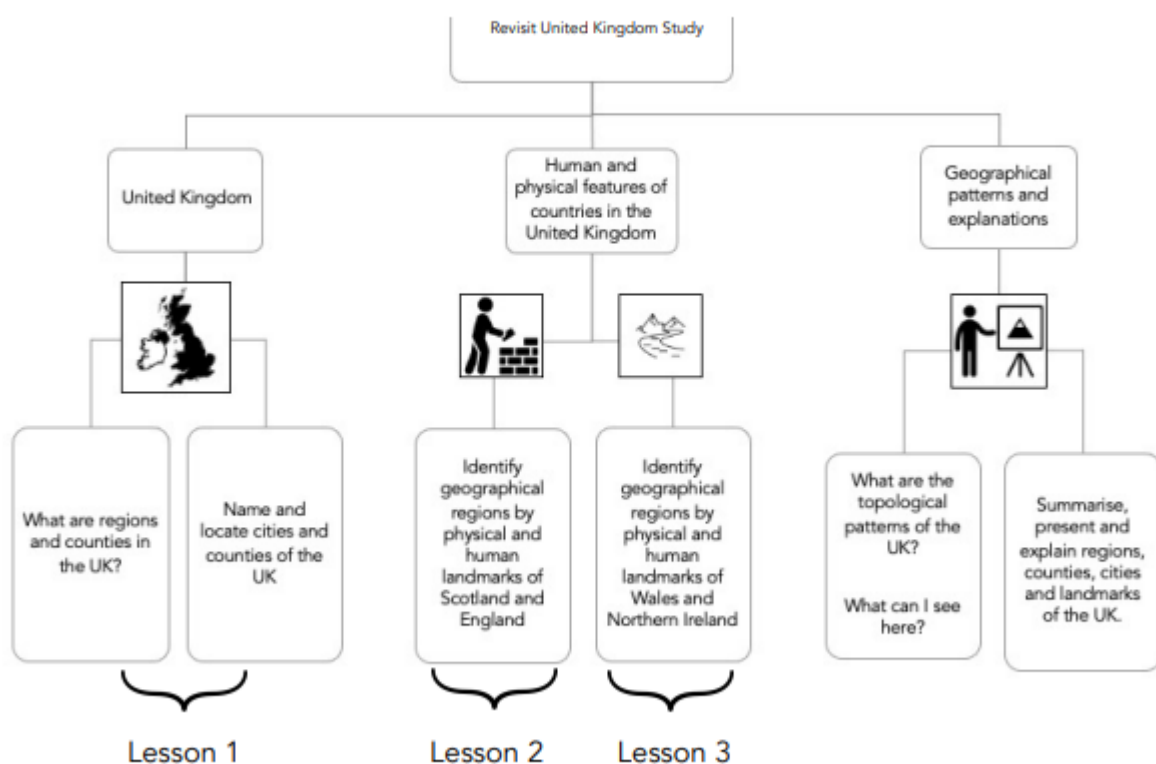 Revisit United Kingdom Study
United Kingdom
Human and
physical features of
countries in the
United Kingdom
Geographical
patterns and
explanations
What are regions
and counties in
the UK?
Name and
locate cities and
counties of the
UK
Identify
geographical
regions by
physical and
human
landmarks of
Scotland and
England
Identify
geographical
regions by
physical and
human
landmarks of
Wales and
Northern Ireland
What are the
topological
patterns of the
UK?
What can I see
here?
Summarise,
present and
explain regions,
counties, cities
and landmarks
of the UK.
Lesson 1
Lesson 2
Lesson 3